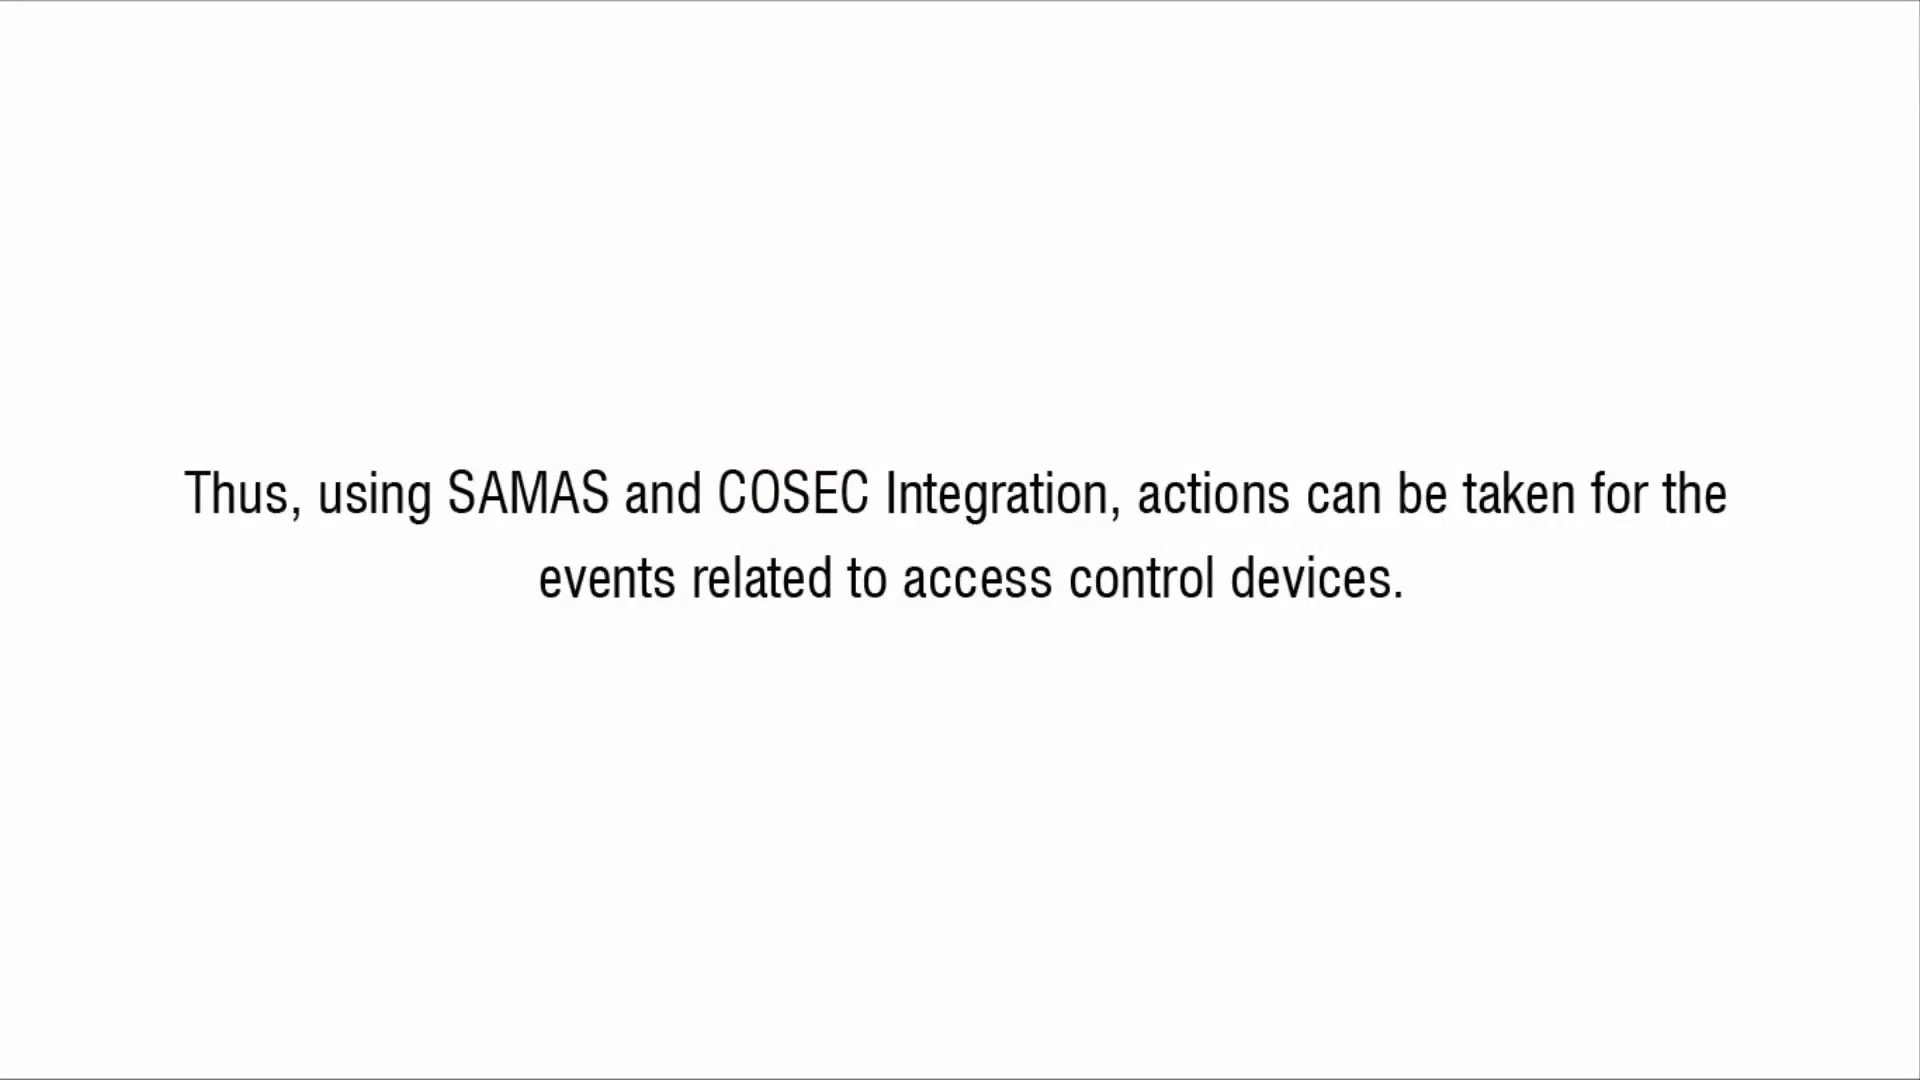 Thus, using SAMAS and COSEC Integration, actions can be taken for the
events related to access control devices.